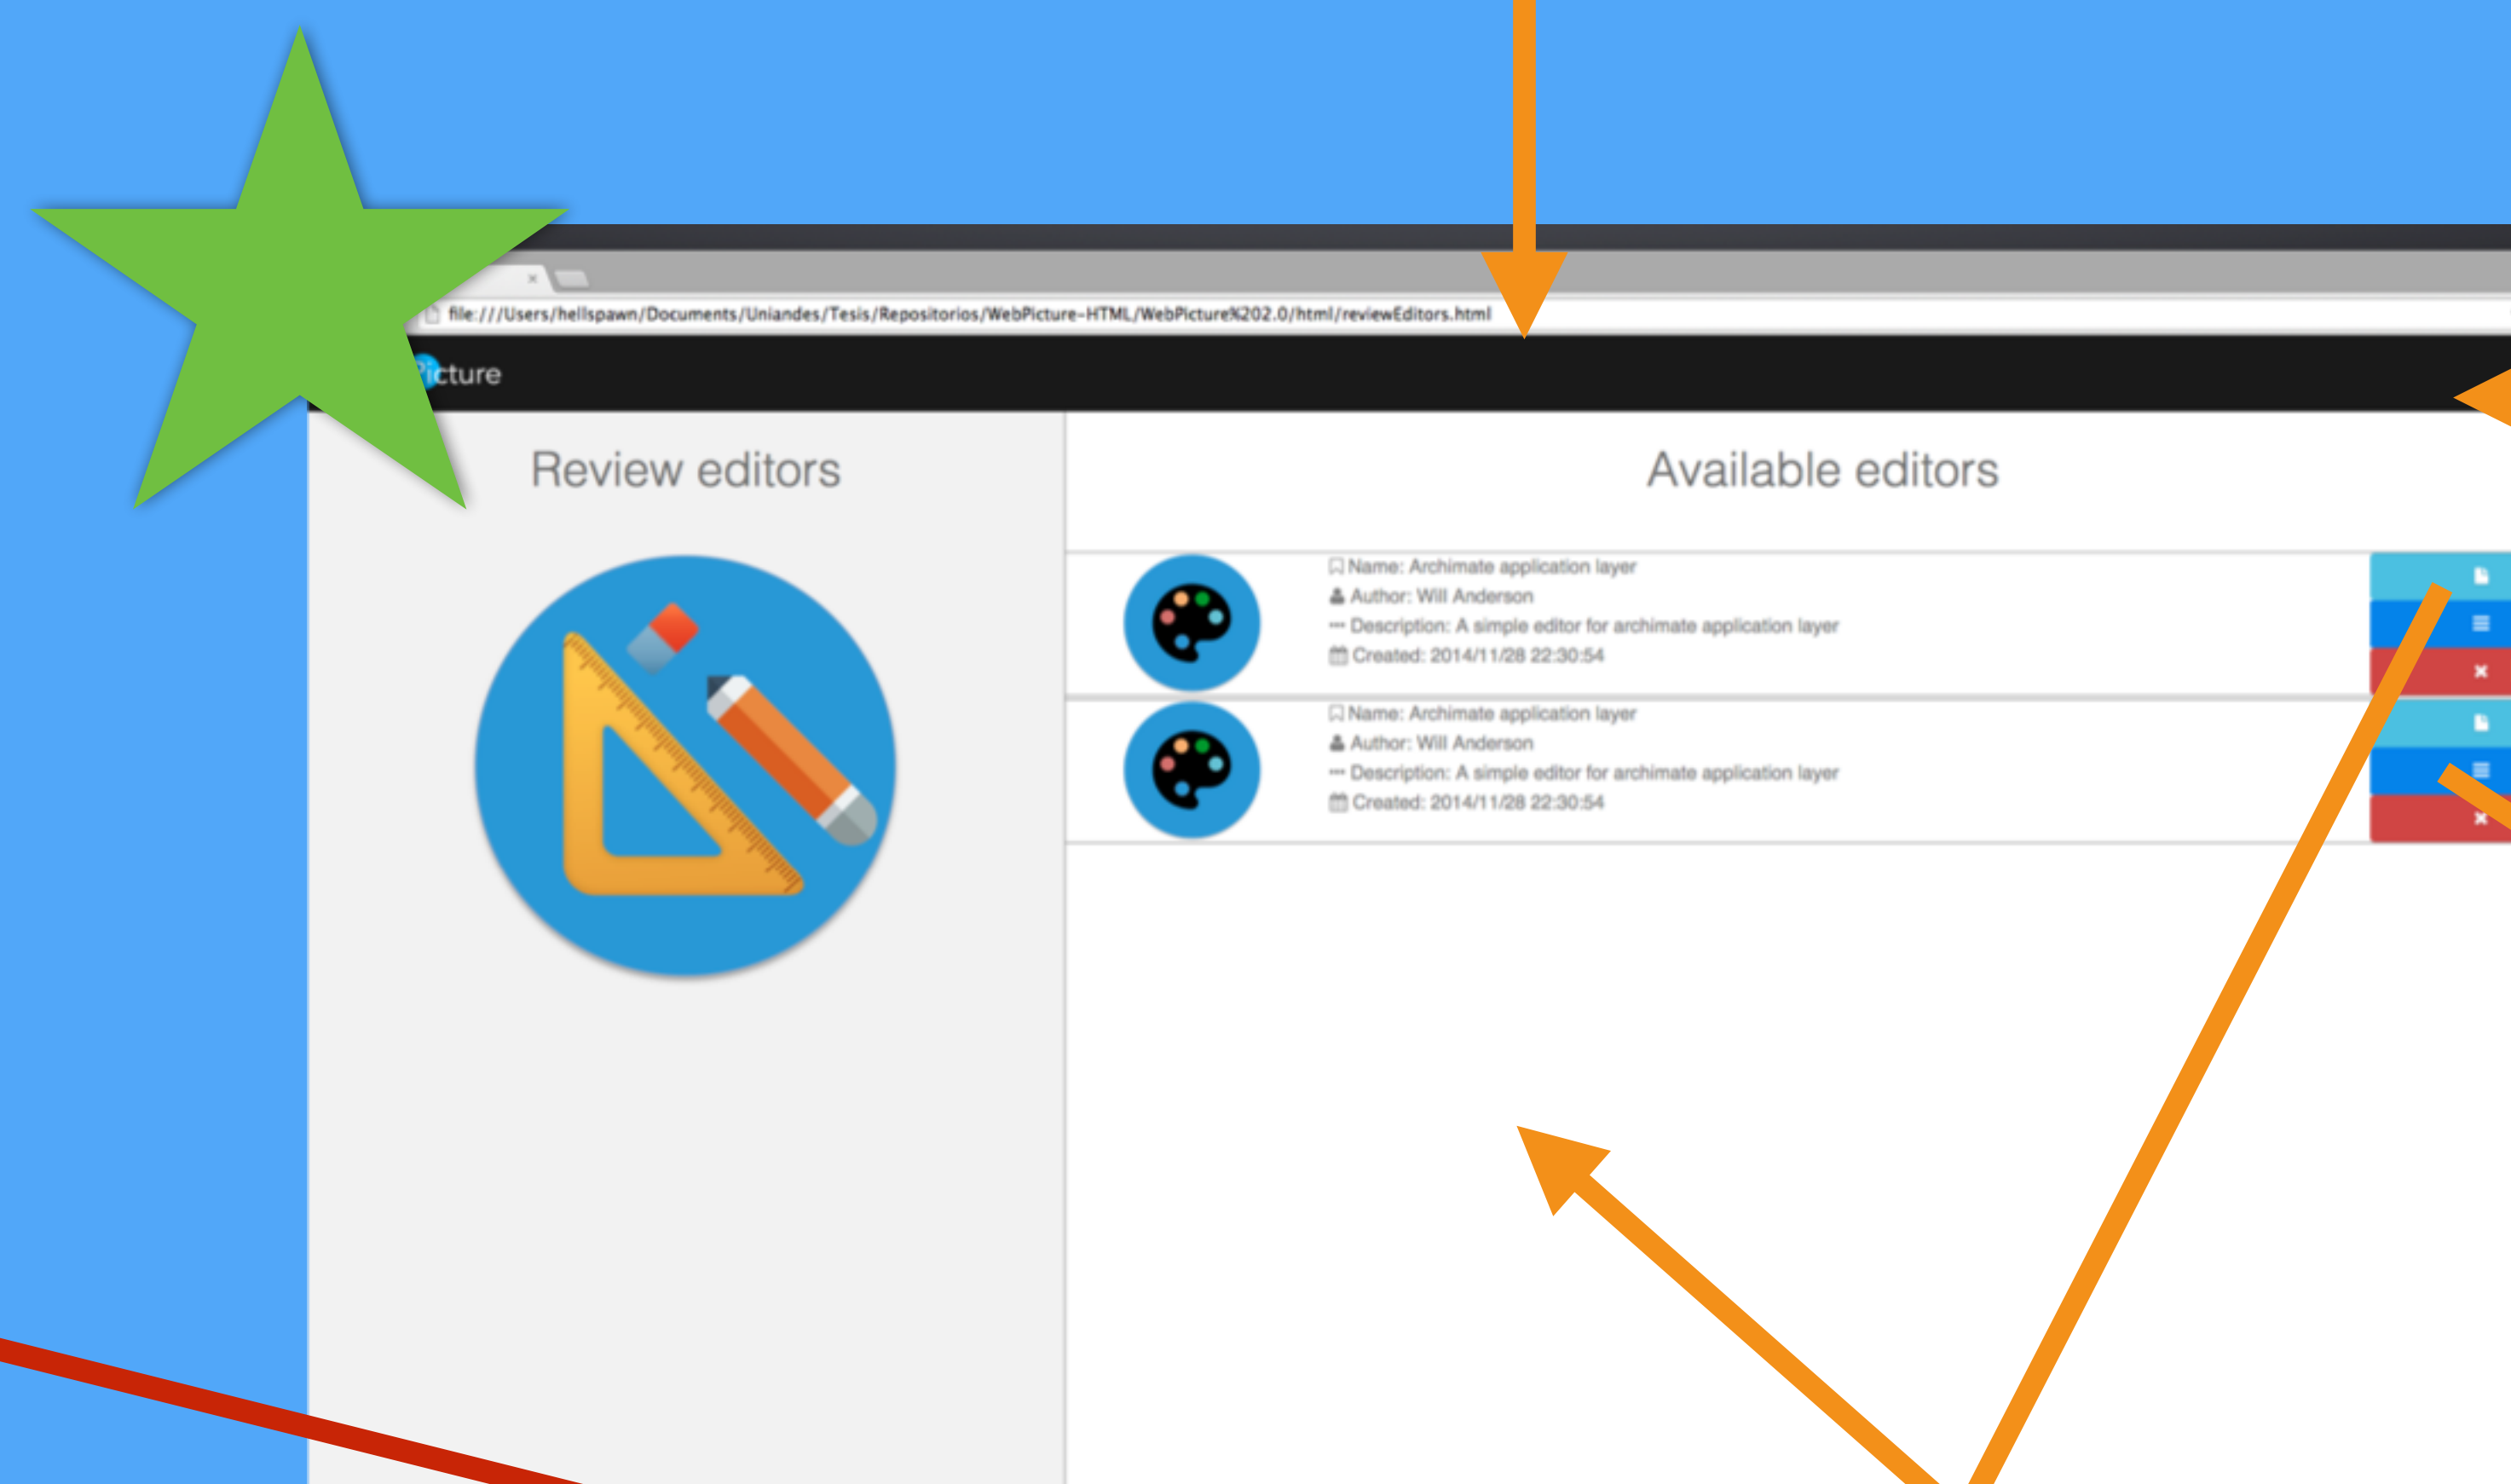 file:///Users/hellspawn/Documents/Uniandes/Tesis/Repositorios/WebPicture-HTML/WebPicture%202.0/html/reviewEditors.html
Picture
Review editors
Available editors
Name: Archimate application layer
Author: Will Anderson
Description: A simple editor for archimate application layer
Created: 2014/11/28 22:30:54
Name: Archimate application layer
Author: Will Anderson
Description: A simple editor for archimate application layer
Created: 2014/11/28 22:30:54